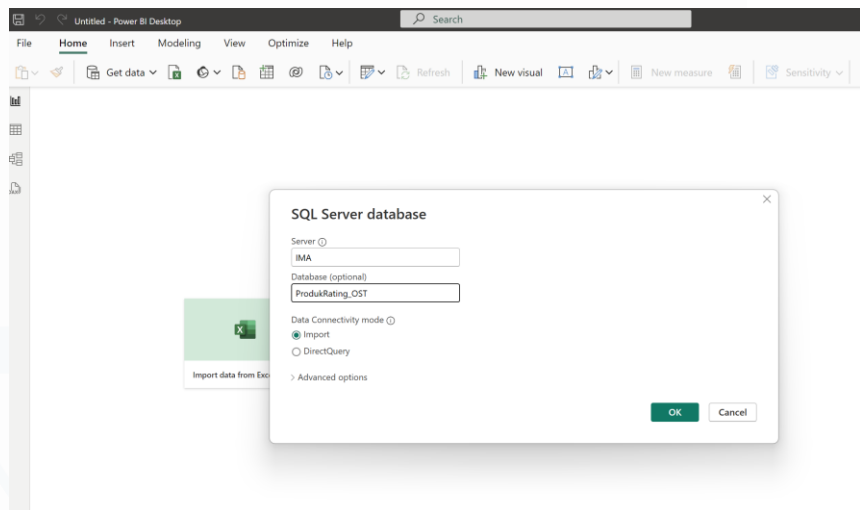 Untitled - Power BI Desktop
Search
File Home Insert Modeling View Optimize Help
Get data Refresh New visual New measure Sensitivity
SQL Server database
Server
IMA
Database (optional)
ProdukRating_OST
Data Connectivity mode
Import
DirectQuery
Import data from Exc
Advanced options
OK Cancel